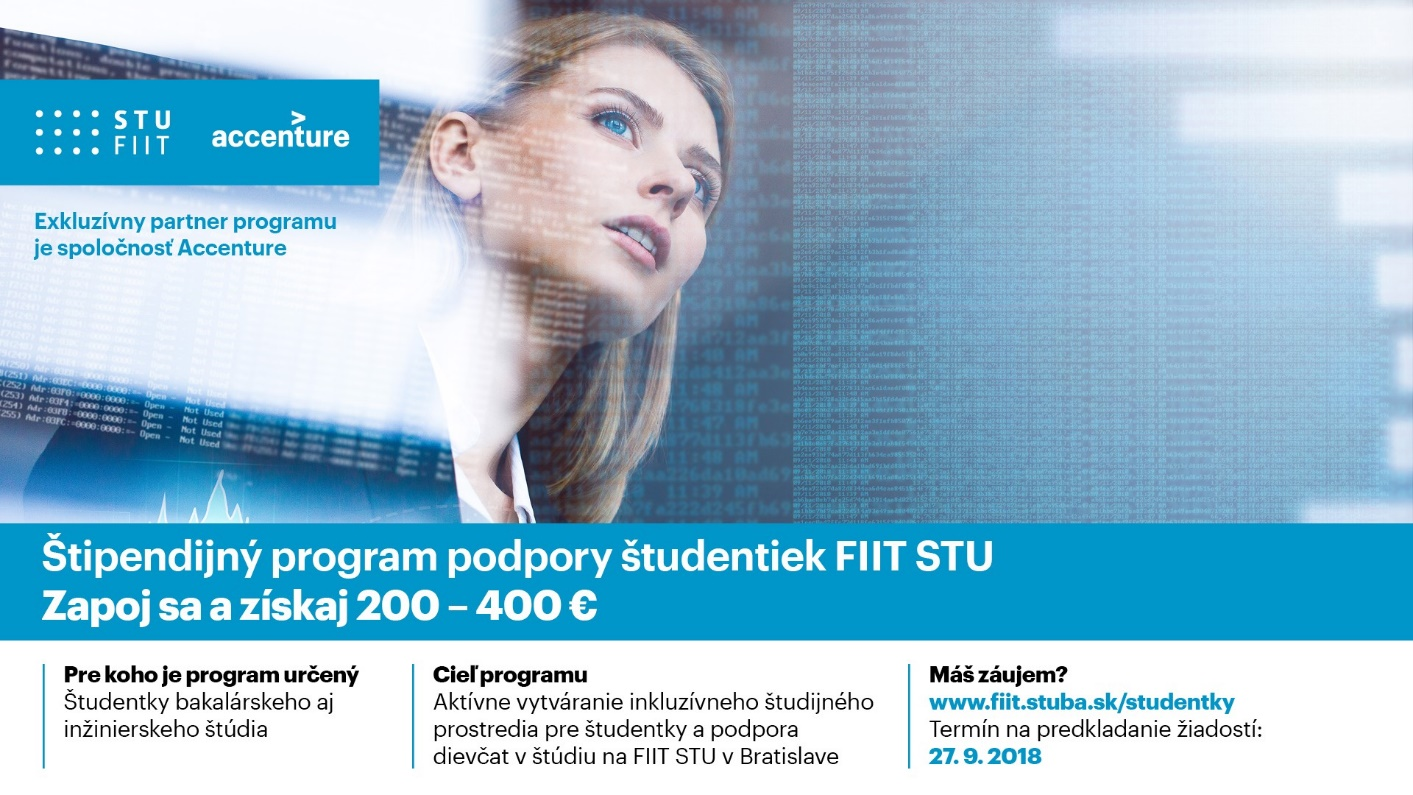 STU
FIIT
accenture
Exkluzívny partner programu
je spoločnosť Accenture
Štipendijný program podpory študentiek FIIT STU
Zapoj sa a získaj 200 – 400 €
Pre koho je program určený
Študentky bakalárskeho aj
inžinierskeho štúdia
Cieľ programu
Aktívne vytváranie inkluzívneho študijného
prostredia pre študentky a podpora
dievčat v štúdiu na FIIT STU v Bratislave
Máš záujem?
www.fiit.stuba.sk/studentky
Termín na predkladanie žiadostí:
27. 9. 2018